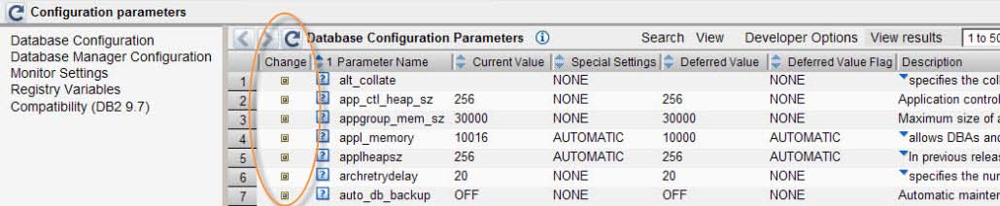 Configuration parameters
Database Configuration
Database Manager Configuration
Monitor Settings
Registry Variables
Compatibility (DB2 9.7)
Database Configuration Parameters Search View Developer Options View results 1 to 50
Change 1 Parameter Name Current Value Special Settings Deferred Value Deferred Value Flag Description
1 alt_collate NONE NONE specifies the col
2 app_ctl_heap_sz 256 NONE 256 NONE Application control
3 appgroup_mem_sz 30000 NONE 30000 NONE Maximum size of a
4 appl_memory 10016 AUTOMATIC 10000 AUTOMATIC allows DBAs and
5 applheapsz 256 AUTOMATIC 256 AUTOMATIC In previous relea
6 archretrydelay 20 NONE 20 NONE specifies the nu
7 auto_db_backup OFF NONE OFF NONE Automatic mainte